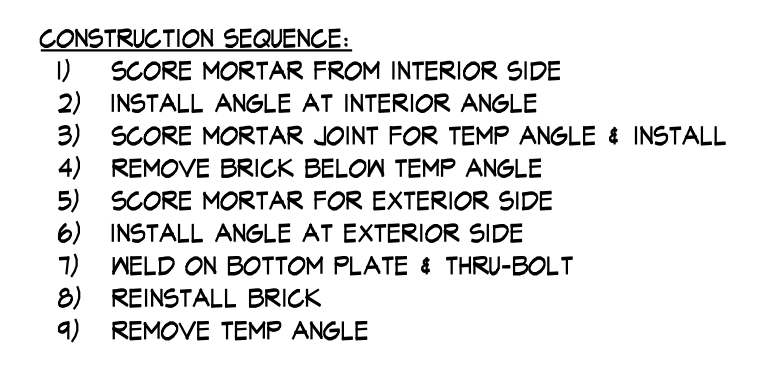 CONSTRUCTION SEQUENCE:
1) SCORE MORTAR FROM INTERIOR SIDE
2) INSTALL ANGLE AT INTERIOR ANGLE
3) SCORE MORTAR JOINT FOR TEMP ANGLE & INSTALL
4) REMOVE BRICK BELOW TEMP ANGLE
5) SCORE MORTAR FOR EXTERIOR SIDE
6) INSTALL ANGLE AT EXTERIOR SIDE
7) WELD ON BOTTOM PLATE & THRU-BOLT
8) REINSTALL BRICK
9) REMOVE TEMP ANGLE